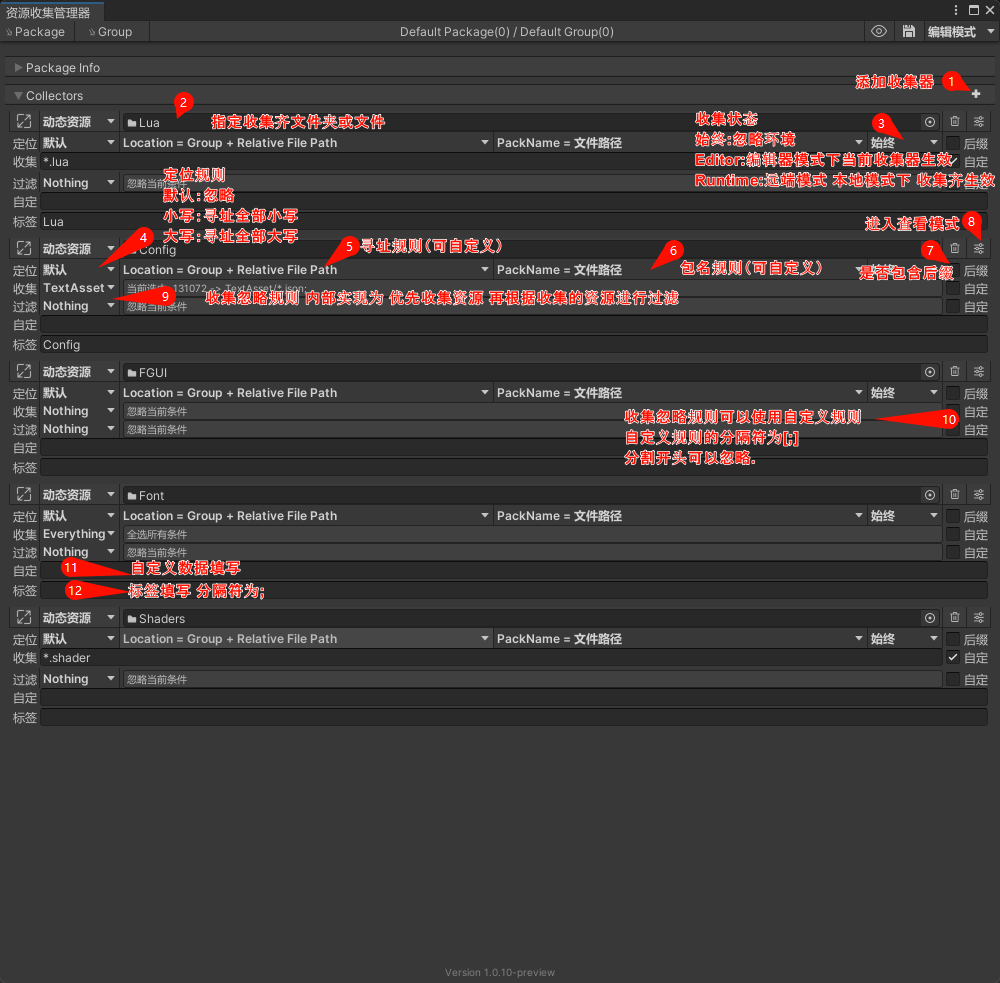 资源收集管理器
Package Group Default Package(0) / Default Group(0) 编辑模式
Package Info
添加收集器 1
Collectors
2
动态资源 Lua 指定收集齐文件夹或文件
收集状态
3
定位 默认 Location = Group + Relative File Path PackName = 文件路径 始终 后缀
始终:忽略环境
收集 *.lua 自定
Editor:编辑器模式下当前收集器生效
定位规则
过滤 Nothing 忽略当前条件 自定
Runtime:远端模式 本地模式下 收集齐生效
默认:忽略
自定
小写:寻址全部小写
标签 Lua
进入查看模式 8
4 大写:寻址全部大写
动态资源 Config
5 寻址规则(可自定义)
6 7
定位 默认 Location = Group + Relative File Path 包名规则(可自定义) 后缀
是否包含后缀
收集 TextAsset 自定
9 收集忽略规则 内部实现为 优先收集资源 再根据收集的资源进行过滤
过滤 Nothing 忽略当前条件 自定
自定
标签 Config
动态资源 FGUI
定位 默认 Location = Group + Relative File Path PackName = 文件路径 始终 后缀
收集 Nothing 忽略当前条件 自定
收集忽略规则可以使用自定义规则 10
过滤 Nothing 忽略当前条件 自定
自定义规则的分隔符为[;]
自定
分割开头可以忽略.
标签
动态资源 Font
定位 默认 Location = Group + Relative File Path PackName = 文件路径 始终 后缀
收集 Everything 全选所有条件 自定
过滤 Nothing 忽略当前条件 自定
自定 11 自定义数据填写
标签 12 标签填写 分隔符为;
动态资源 Shaders
定位 默认 Location = Group + Relative File Path PackName = 文件路径 始终 后缀
收集 *.shader 自定
过滤 Nothing 忽略当前条件 自定
自定
标签
Version 1.0.10-preview